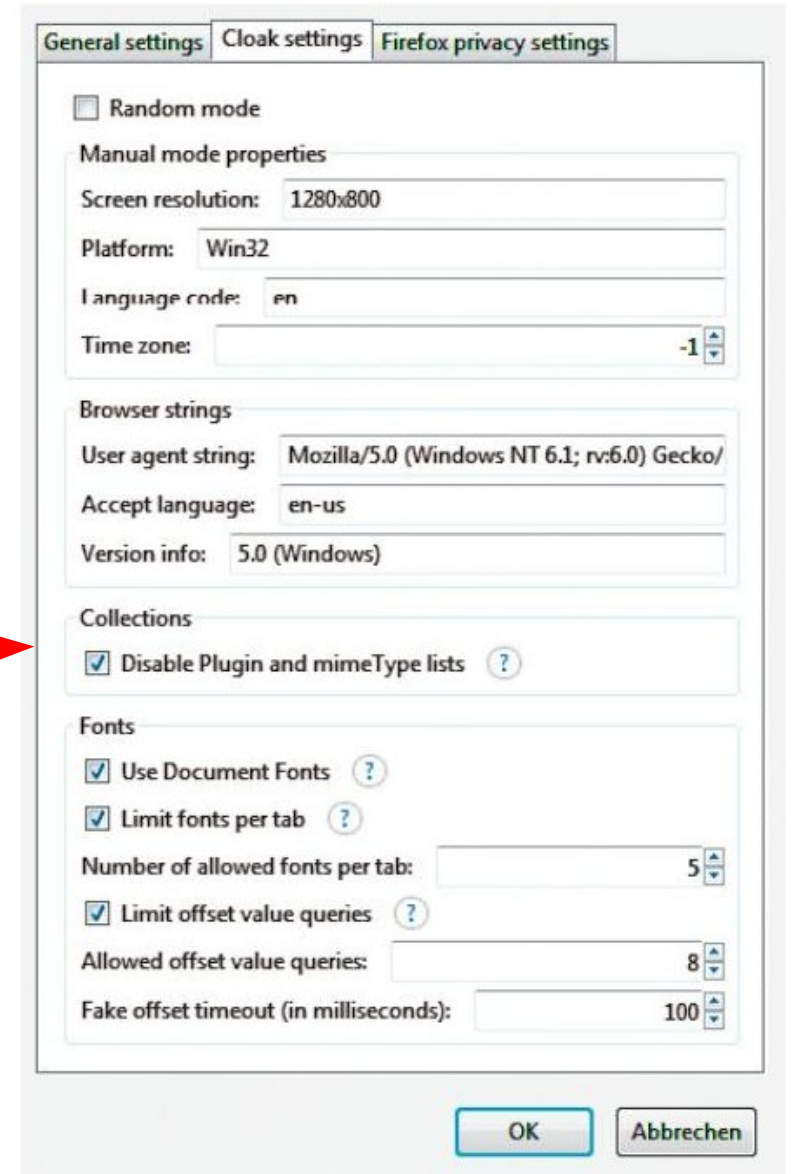 General settings Cloak settings Firefox privacy settings
Random mode
Manual mode properties
Screen resolution: 1280x800
Platform: Win32
Language code: en
Time zone: -1
Browser strings
User agent string: Mozilla/5.0 (Windows NT 6.1; rv:6.0) Gecko/
Accept language: en-us
Version info: 5.0 (Windows)
Collections
Disable Plugin and mimeType lists ?
Fonts
Use Document Fonts ?
Limit fonts per tab ?
Number of allowed fonts per tab: 5
Limit offset value queries ?
Allowed offset value queries: 8
Fake offset timeout (in milliseconds): 100
OK Abbrechen